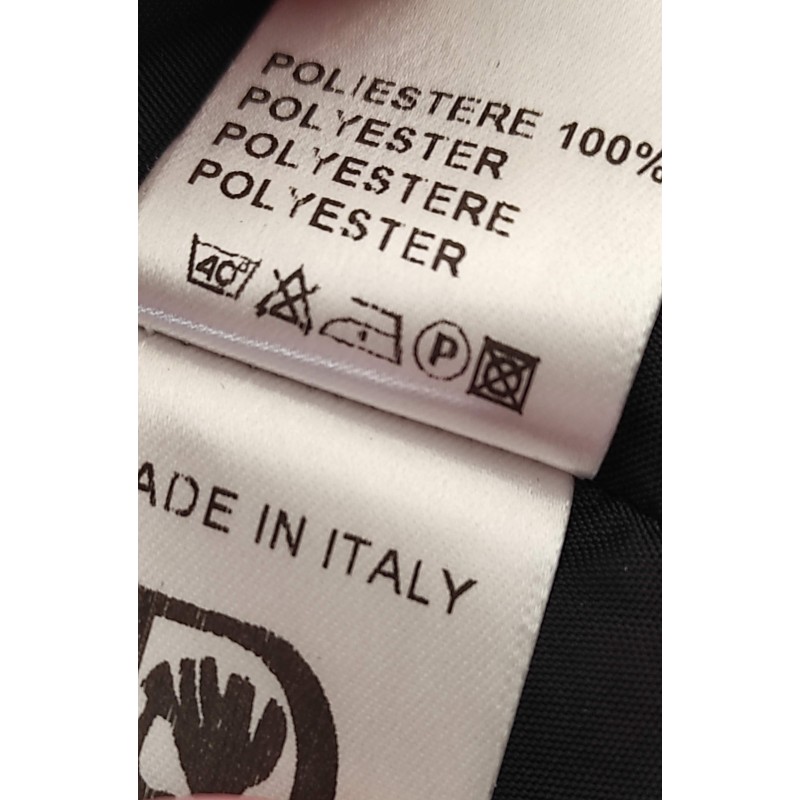 POLIESTERE 100%
POLYESTER
POLYESTERE
POLYESTER
40°
P
ADE IN ITALY